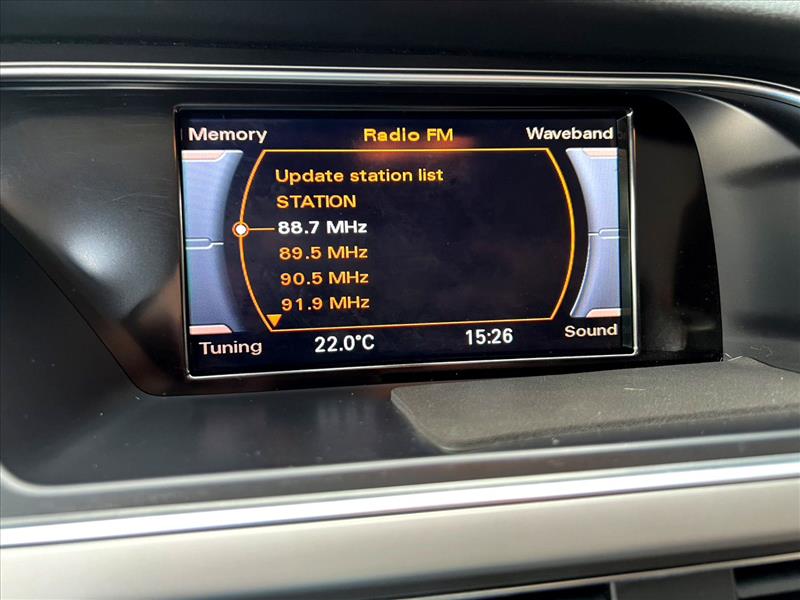 Memory Radio FM Waveband
Update station list
STATION
88.7 MHz
89.5 MHz
90.5 MHz
91.9 MHz
Tuning 22.0°C 15:26 Sound